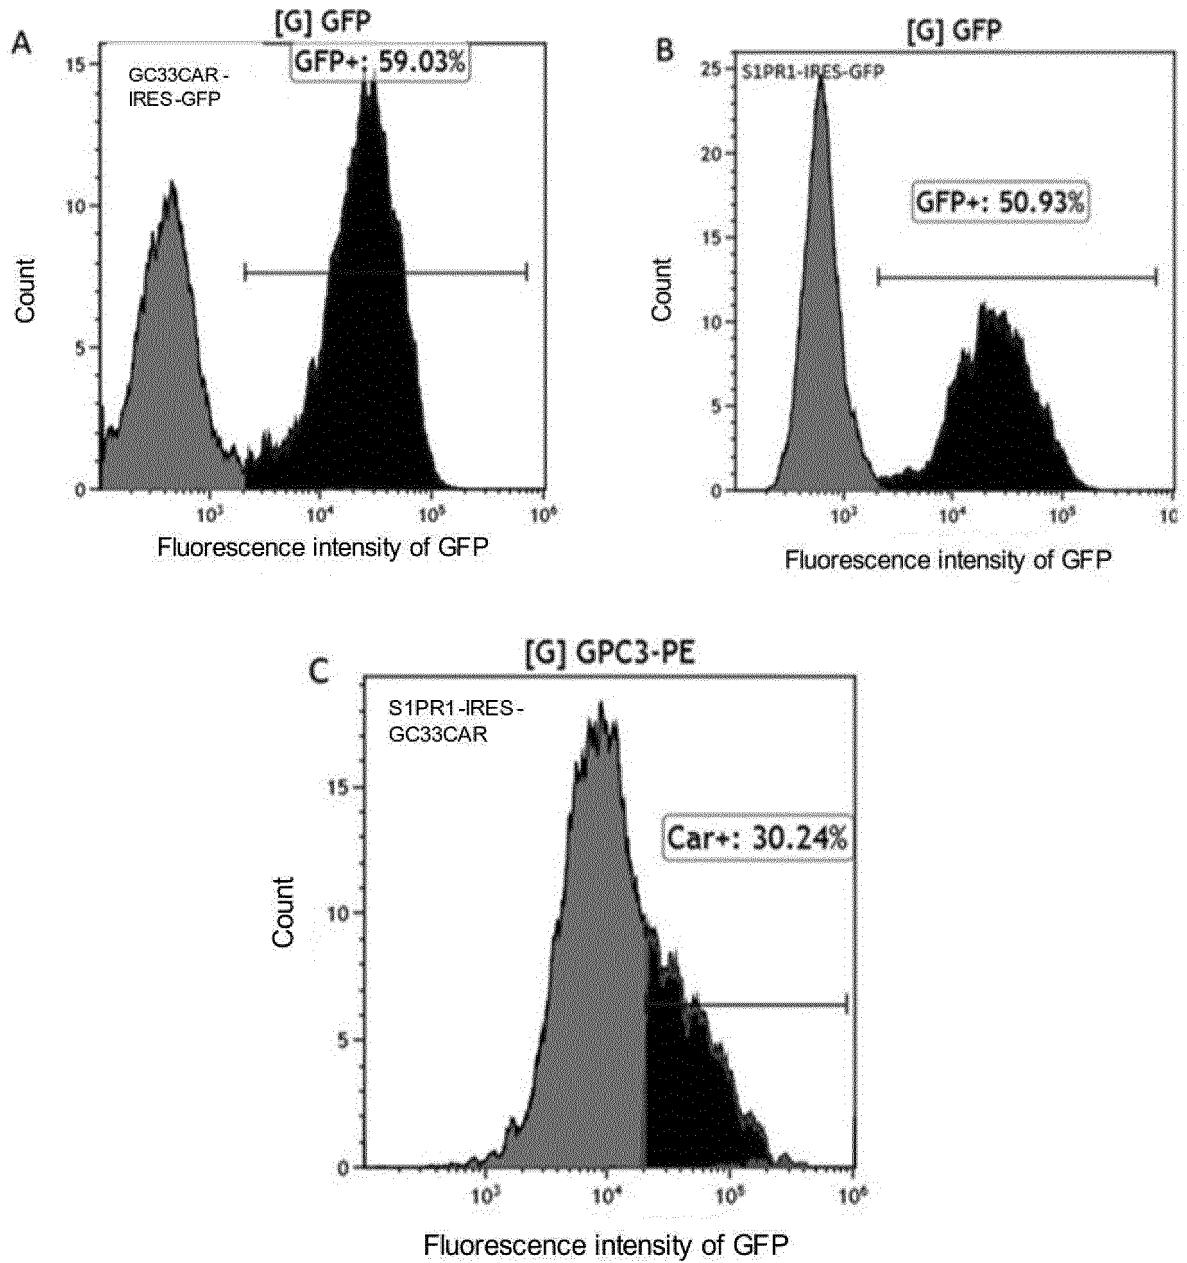 A
[G] GFP
GFP+: 59.03%
GC33CAR-
IRES-GFP
15
10
5
0
Count
10³ 10⁴ 10⁵ 10⁶
Fluorescence intensity of GFP
B
[G] GFP
S1PR1-IRES-GFP
GFP+: 50.93%
25
20
15
10
5
0
Count
10³ 10⁴ 10⁵ 10
Fluorescence intensity of GFP
C
[G] GPC3-PE
S1PR1-IRES-
GC33CAR
Car+: 30.24%
15
10
5
0
Count
10³ 10⁴ 10⁵ 10⁶
Fluorescence intensity of GFP